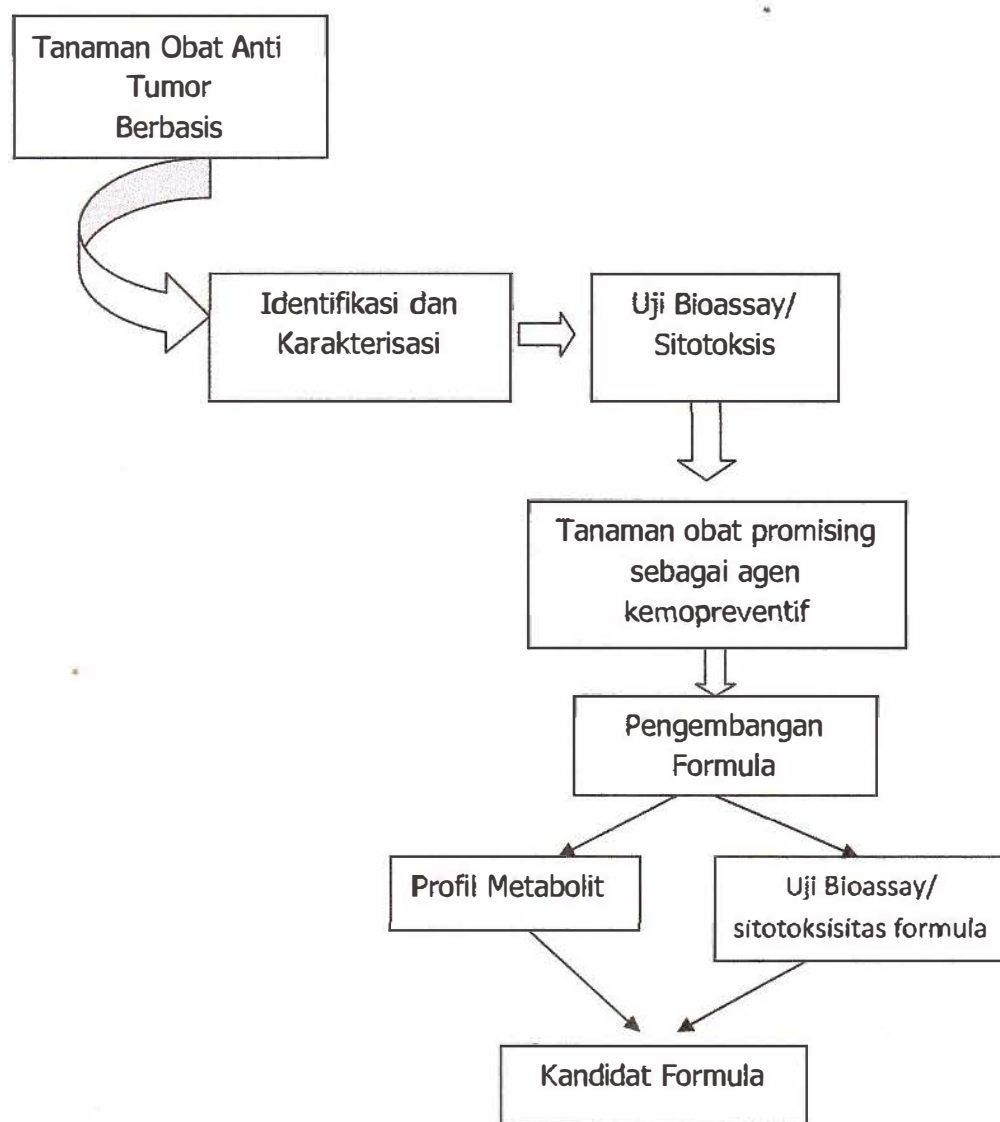 Tanaman Obat Anti
Tumor
Berbasis
Identifikasi dan
Karakterisasi
Uji Bioassay/
Sitotoksis
Tanaman obat promising
sebagai agen
kemopreventif
Pengembangan
Formula
Profil Metabolit
Uji Bioassay/
sitotoksisitas formula
Kandidat Formula